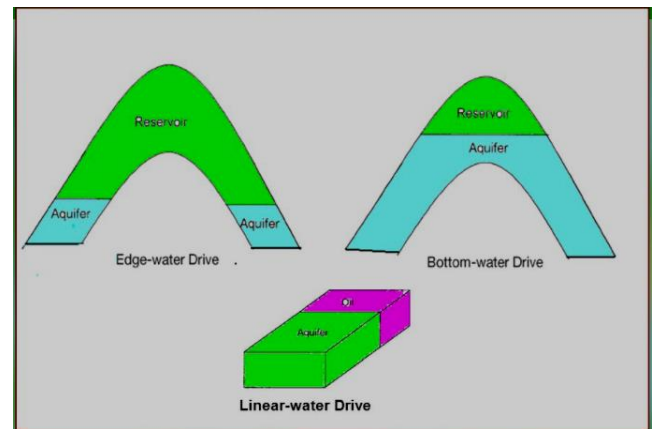 Reservoir
Reservoir
Aquifer
Aquifer
Aquifer
Edge-water Drive .
Bottom-water Drive
Oil
Aquifer
Linear-water Drive